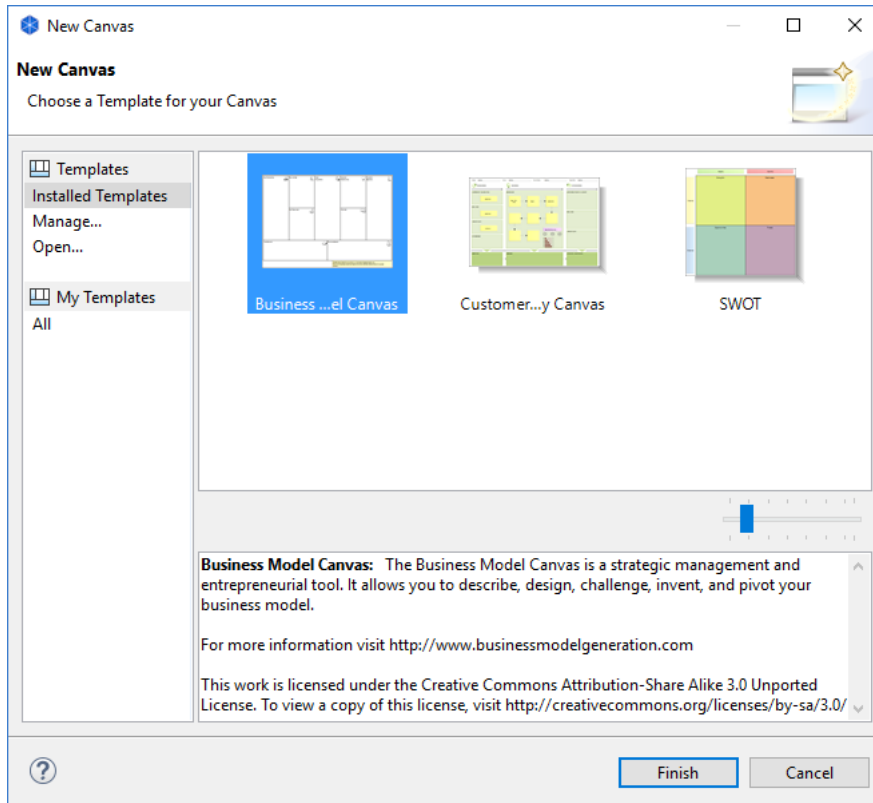 New Canvas
New Canvas
Choose a Template for your Canvas
Templates
Installed Templates
Manage...
Open...
My Templates
All
Business ...el Canvas
Customer...y Canvas
SWOT
Business Model Canvas: The Business Model Canvas is a strategic management and
entrepreneurial tool. It allows you to describe, design, challenge, invent, and pivot your
business model.
For more information visit http://www.businessmodelgeneration.com
This work is licensed under the Creative Commons Attribution-Share Alike 3.0 Unported
License. To view a copy of this license, visit http://creativecommons.org/licenses/by-sa/3.0/
?
Finish
Cancel